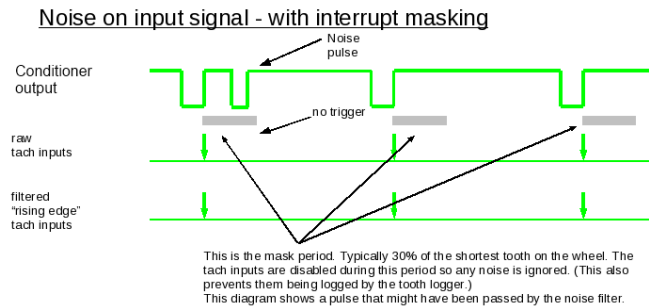 Noise on input signal - with interrupt masking
Noise
pulse
Conditioner
output
no trigger
raw
tach inputs
filtered
“rising edge”
tach inputs
This is the mask period. Typically 30% of the shortest tooth on the wheel. The
tach inputs are disabled during this period so any noise is ignored. (This also
prevents them being logged by the tooth logger.)
This diagram shows a pulse that might have been passed by the noise filter.